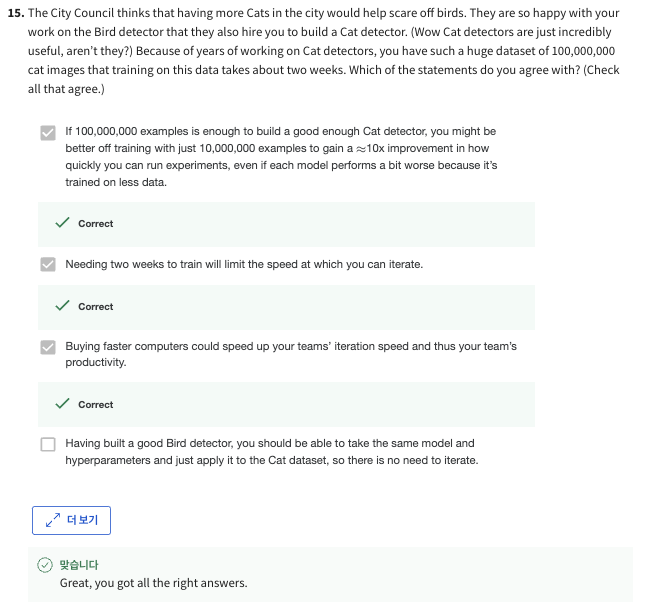 15. The City Council thinks that having more Cats in the city would help scare off birds. They are so happy with your
work on the Bird detector that they also hire you to build a Cat detector. (Wow Cat detectors are just incredibly
useful, aren't they?) Because of years of working on Cat detectors, you have such a huge dataset of 100,000,000
cat images that training on this data takes about two weeks. Which of the statements do you agree with? (Check
all that agree.)
If 100,000,000 examples is enough to build a good enough Cat detector, you might be
better off training with just 10,000,000 examples to gain a ≈10x improvement in how
quickly you can run experiments, even if each model performs a bit worse because it's
trained on less data.
Correct
Needing two weeks to train will limit the speed at which you can iterate.
Correct
Buying faster computers could speed up your teams' iteration speed and thus your team's
productivity.
Correct
Having built a good Bird detector, you should be able to take the same model and
hyperparameters and just apply it to the Cat dataset, so there is no need to iterate.
더 보기
맞습니다
Great, you got all the right answers.